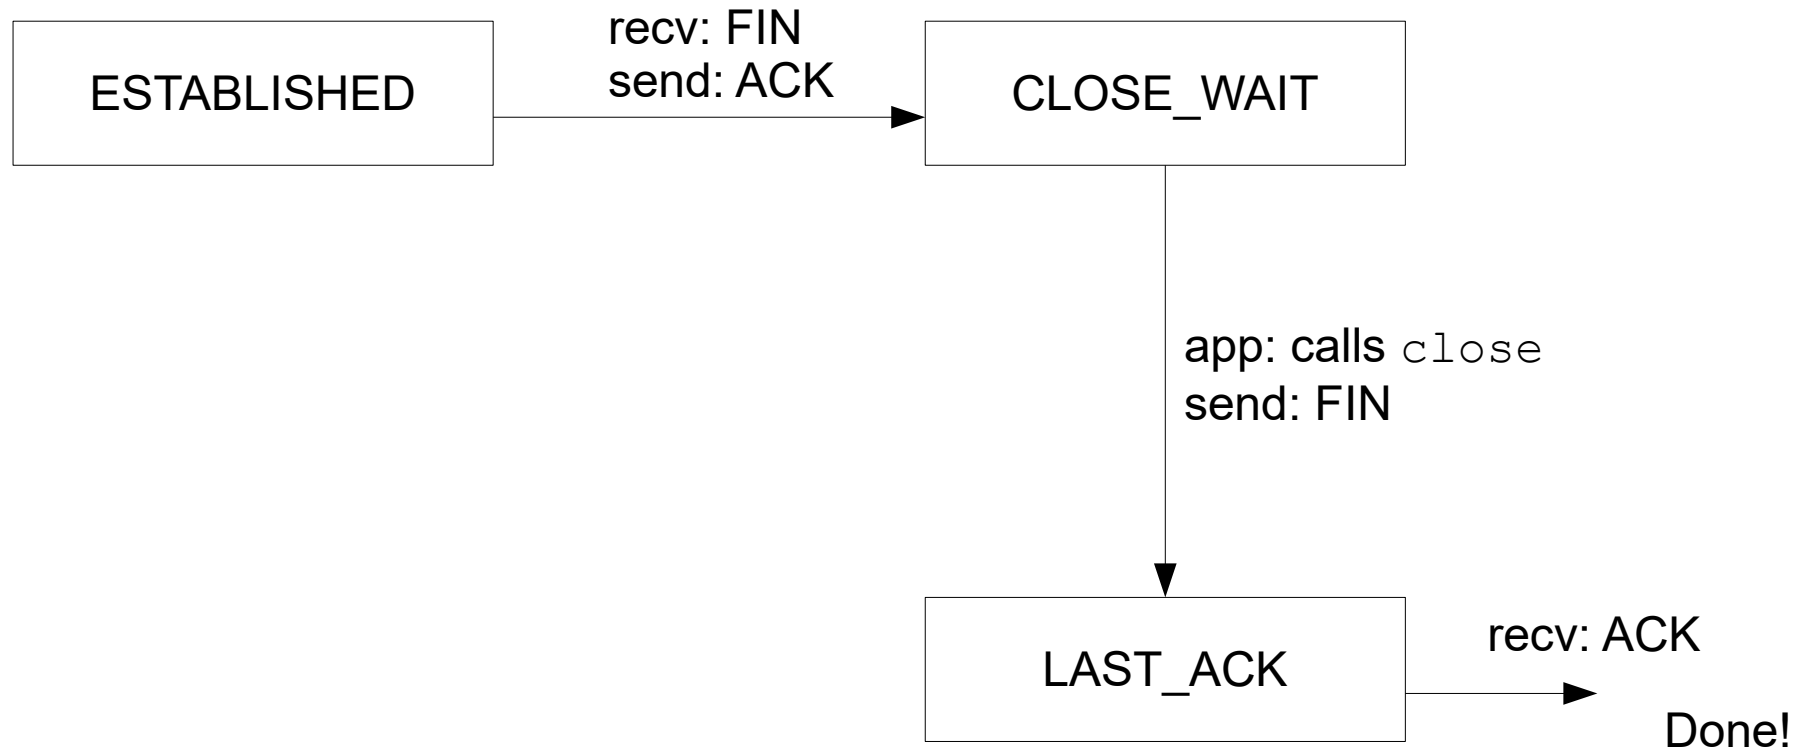 ESTABLISHED
recv: FIN
send: ACK
CLOSE_WAIT
app: calls close
send: FIN
LAST_ACK
recv: ACK
Done!